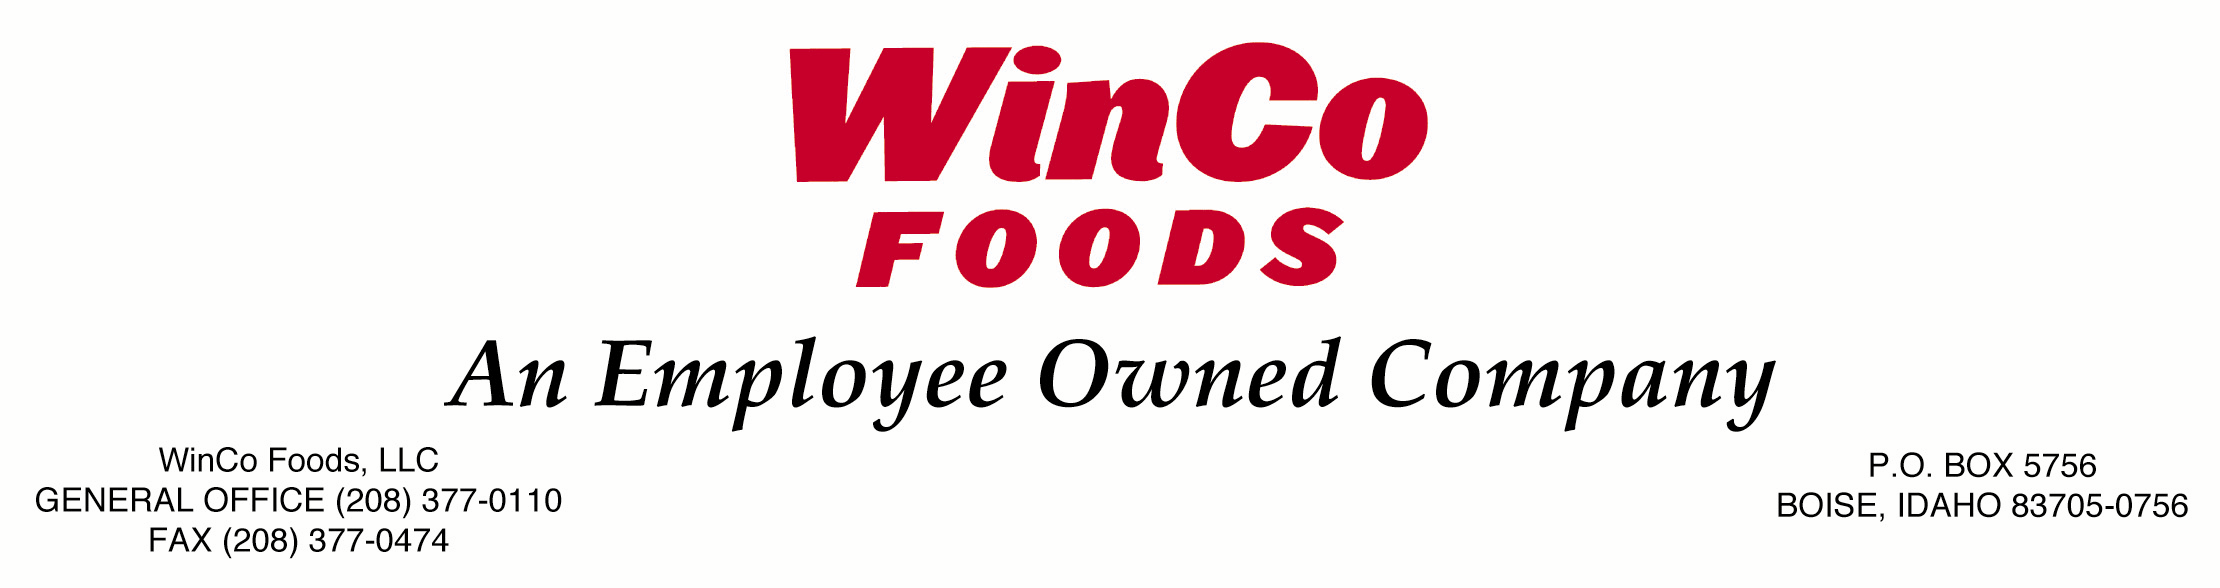 WinCo
FOODS
An Employee Owned Company
WinCo Foods, LLC
GENERAL OFFICE (208) 377-0110
FAX (208) 377-0474
P.O. BOX 5756
BOISE, IDAHO 83705-0756